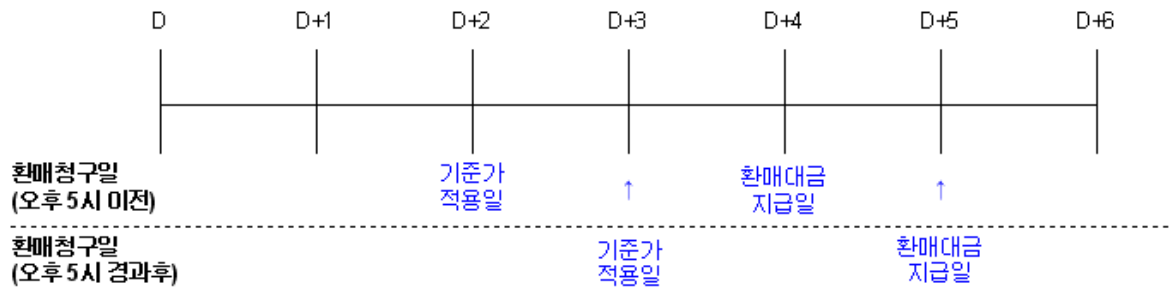 D D+1 D+2 D+3 D+4 D+5 D+6
환매청구일
(오후 5시 이전)
기준가
적용일
↑
환매대금
지급일
↑
환매청구일
(오후 5시 경과후)
기준가
적용일
환매대금
지급일